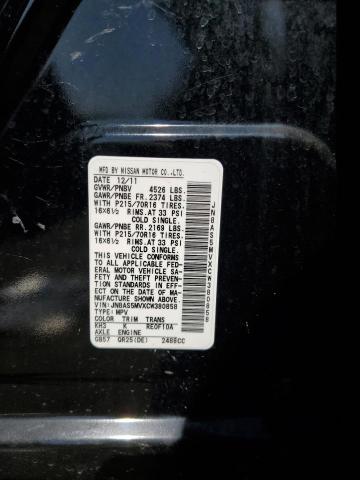 MFD BY NISSAN MOTOR CO.,LTD.
DATE 12/11
GVWR/PNBV 4526 LBS.
GAWR/PNBE FR. 2374 LBS.
WITH P215/70R16 TIRES.
16X6½ RIMS.AT 33 PSI
COLD SINGLE.
GAWR/PNBE RR. 2169 LBS.
WITH P215/70R16 TIRES.
16X6½ RIMS.AT 33 PSI
COLD SINGLE.
THIS VEHICLE CONFORMS
TO ALL APPLICABLE FED-
ERAL MOTOR VEHICLE SA-
FETY AND THEFT PREVENTION
STANDARDS IN EFFECT
ON THE DATE OF MA-
NUFACTURE SHOWN ABOVE.
VIN:JN8AS5MVXCW380858
TYPE:MPV
COLOR TRIM TRANS
KH3 K RE0F10A
AXLE ENGINE
GB57 QR25(DE) 2488CC
JN8AS5MVXCW380858